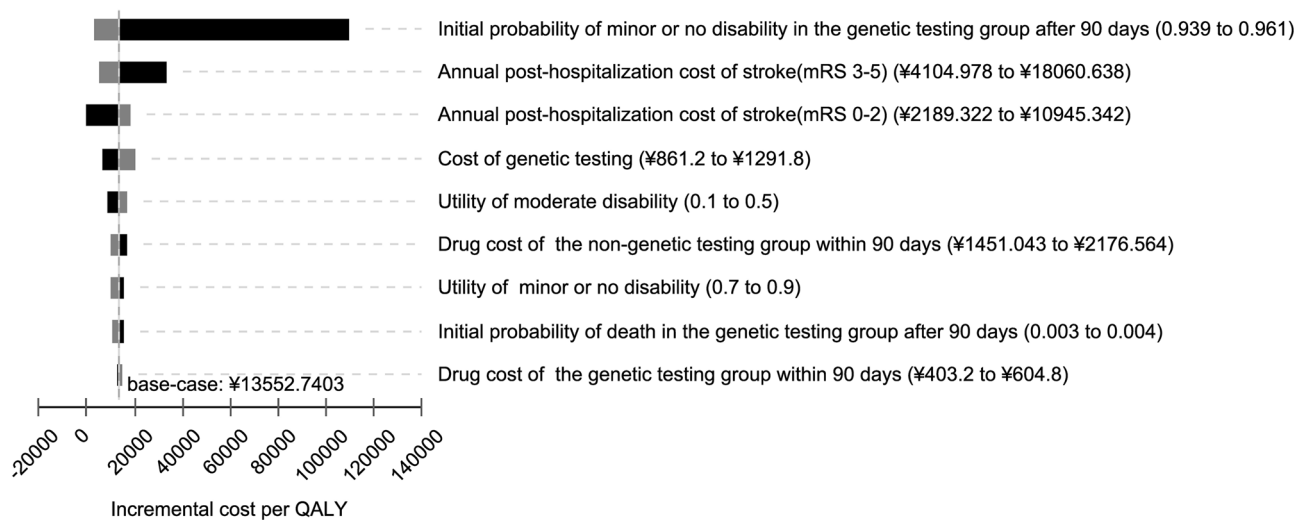 Initial probability of minor or no disability in the genetic testing group after 90 days (0.939 to 0.961)
Annual post-hospitalization cost of stroke(mRS 3-5) (¥4104.978 to ¥18060.638)
Annual post-hospitalization cost of stroke(mRS 0-2) (¥2189.322 to ¥10945.342)
Cost of genetic testing (¥861.2 to ¥1291.8)
Utility of moderate disability (0.1 to 0.5)
Drug cost of  the non-genetic testing group within 90 days (¥1451.043 to ¥2176.564)
Utility of  minor or no disability (0.7 to 0.9)
Initial probability of death in the genetic testing group after 90 days (0.003 to 0.004)
Drug cost of  the genetic testing group within 90 days (¥403.2 to ¥604.8)
base-case: ¥13552.7403
-20000 0 20000 40000 60000 80000 100000 120000 140000
Incremental cost per QALY